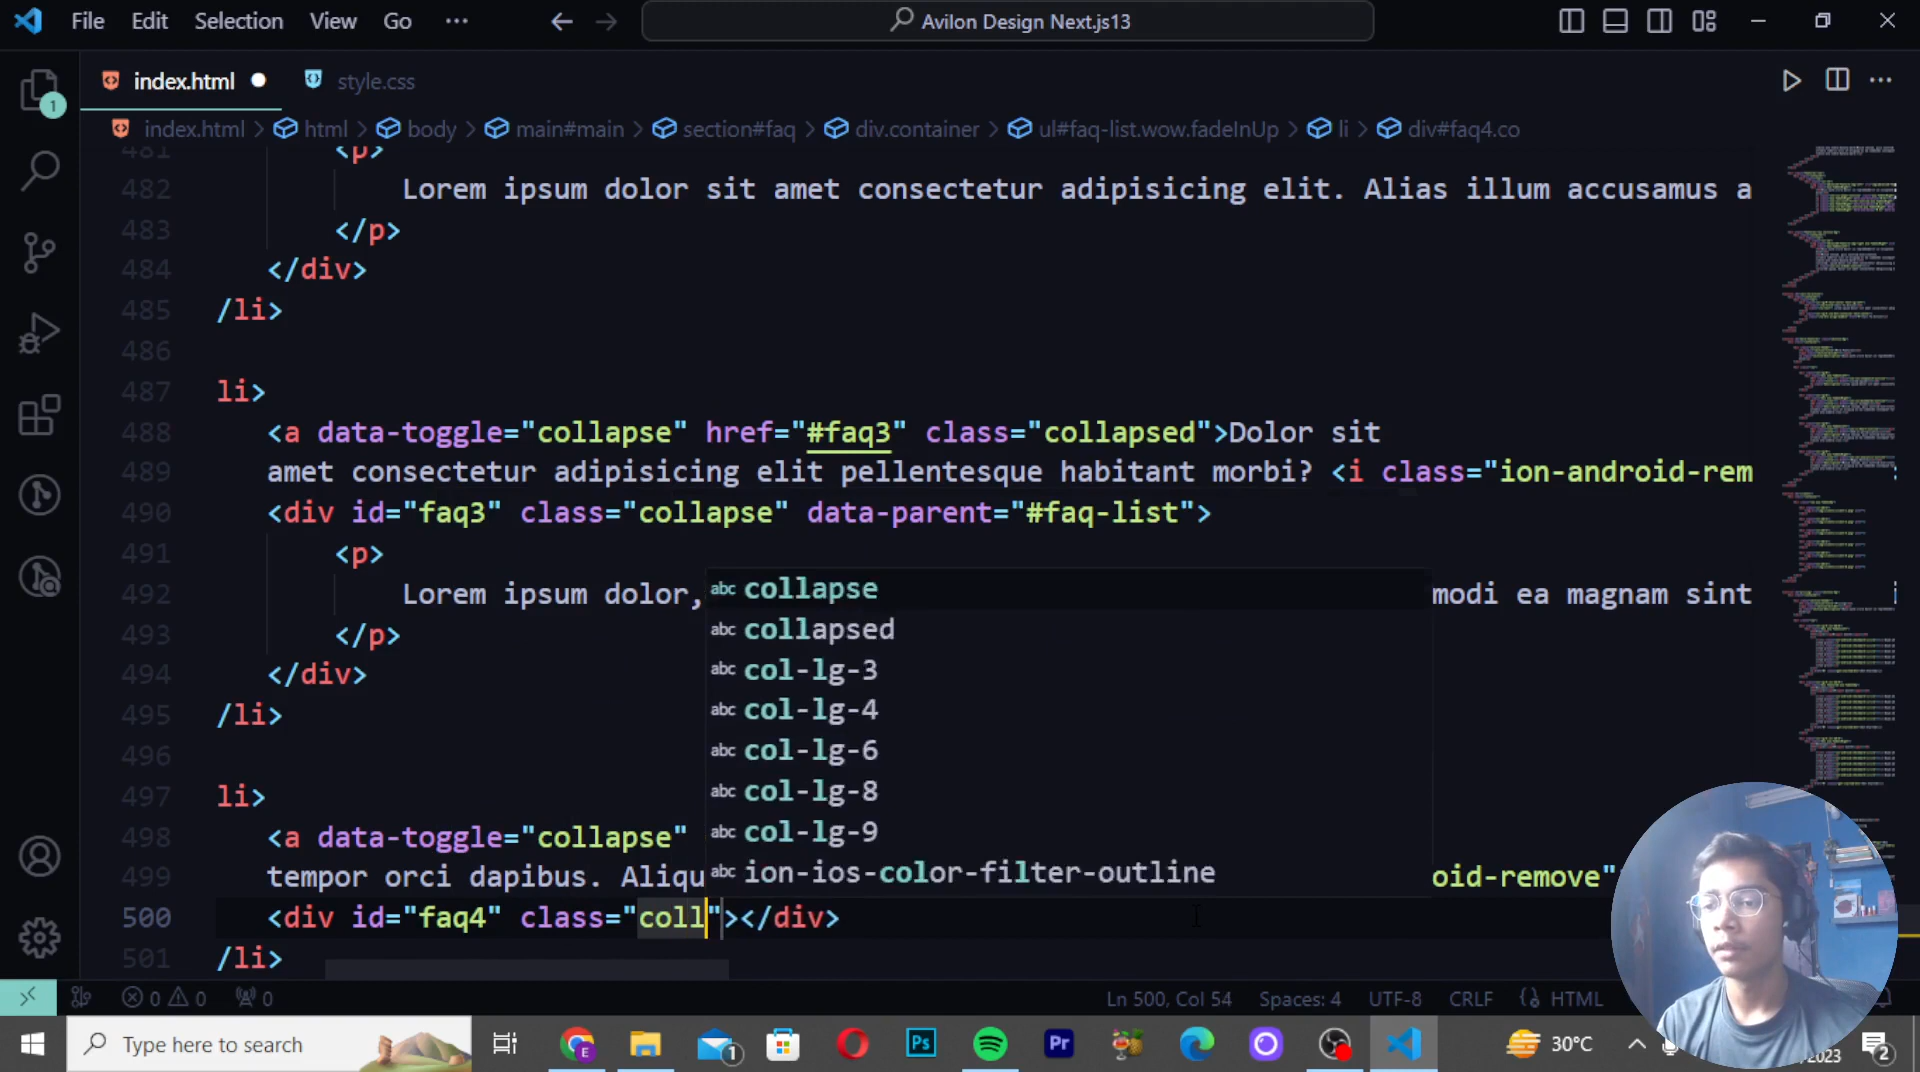 File Edit Selection View Go ···
Avilon Design Next.js13
index.html
style.css
index.html > html > body > main#main > section#faq > div.container > ul#faq-list.wow.fadeInUp > li > div#faq4.co
1
481 <p>
482 Lorem ipsum dolor sit amet consectetur adipisicing elit. Alias illum accusamus a
483 </p>
484 </div>
485 /li>
486
487 li>
488 <a data-toggle="collapse" href="#faq3" class="collapsed">Dolor sit
489 amet consectetur adipisicing elit pellentesque habitant morbi? <i class="ion-android-rem
490 <div id="faq3" class="collapse" data-parent="#faq-list">
491 <p>
492 Lorem ipsum dolor, modi ea magnam sint
493 </p>
494 </div>
495 /li>
496
497 li>
498 <a data-toggle="collapse"
499 tempor orci dapibus. Aliqu oid-remove"
500 <div id="faq4" class="coll"></div>
501 /li>
abc collapse
abc collapsed
abc col-lg-3
abc col-lg-4
abc col-lg-6
abc col-lg-8
abc col-lg-9
abc ion-ios-color-filter-outline
0 0 0 Ln 500, Col 54 Spaces: 4 UTF-8 CRLF HTML
Type here to search
E
1
Ps
Pr
30°C
2023
2